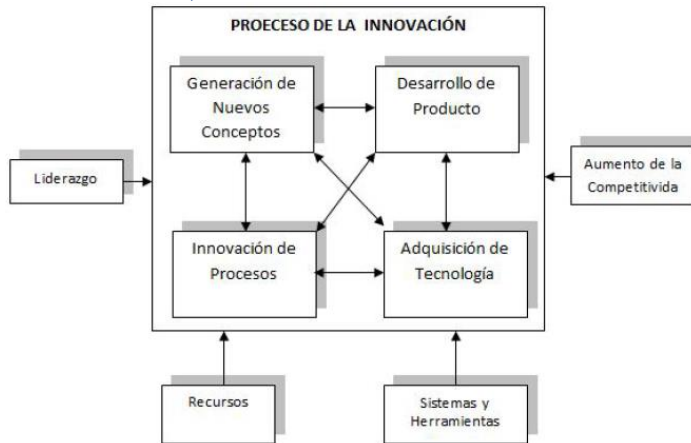 PROECESO DE LA INNOVACIÓN
Generación de
Nuevos
Conceptos
Desarrollo de
Producto
Liderazgo
Aumento de la
Competitivida
Innovación de
Procesos
Adquisición de
Tecnología
Recursos
Sistemas y
Herramientas